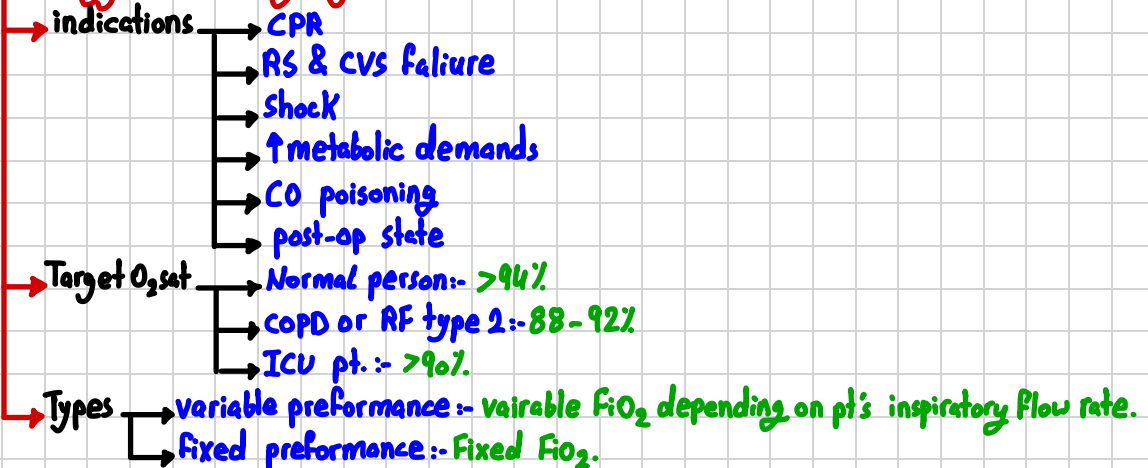 indications
CPR
RS & CVS faliure
Shock
↑metabolic demands
CO poisoning
post-op state
Target O₂sat
Normal person:- >94%
COPD or RF type 2:- 88-92%
ICU pt.:- >90%
Types
variable preformance:- vairable FiO₂ depending on pt's inspiratory flow rate.
fixed preformance:- Fixed FiO₂.